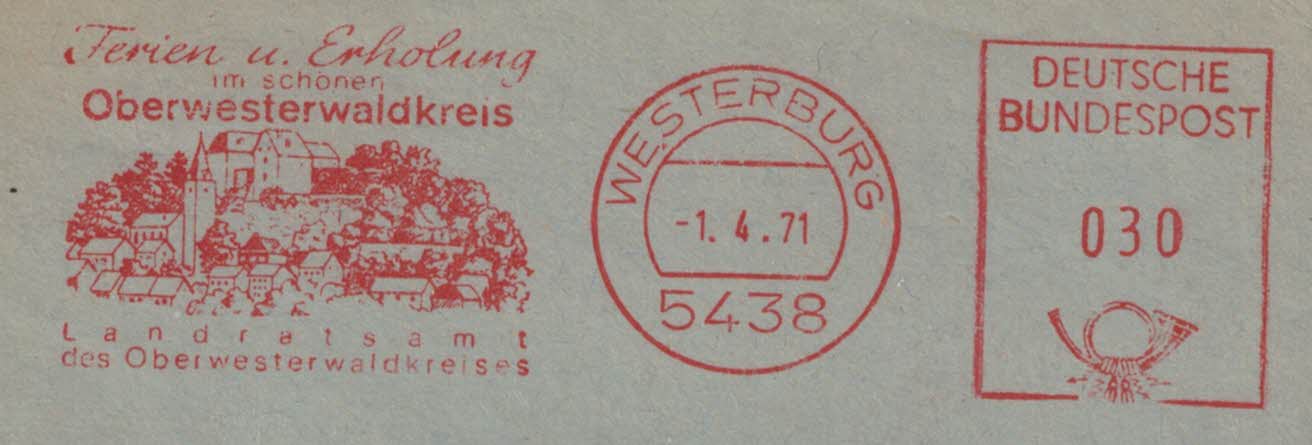 Ferien u. Erholung
im schönen
Oberwesterwaldkreis
Landratsamt
des Oberwesterwaldkreises
WESTERBURG
-1. 4.71
5438
DEUTSCHE
BUNDESPOST
030